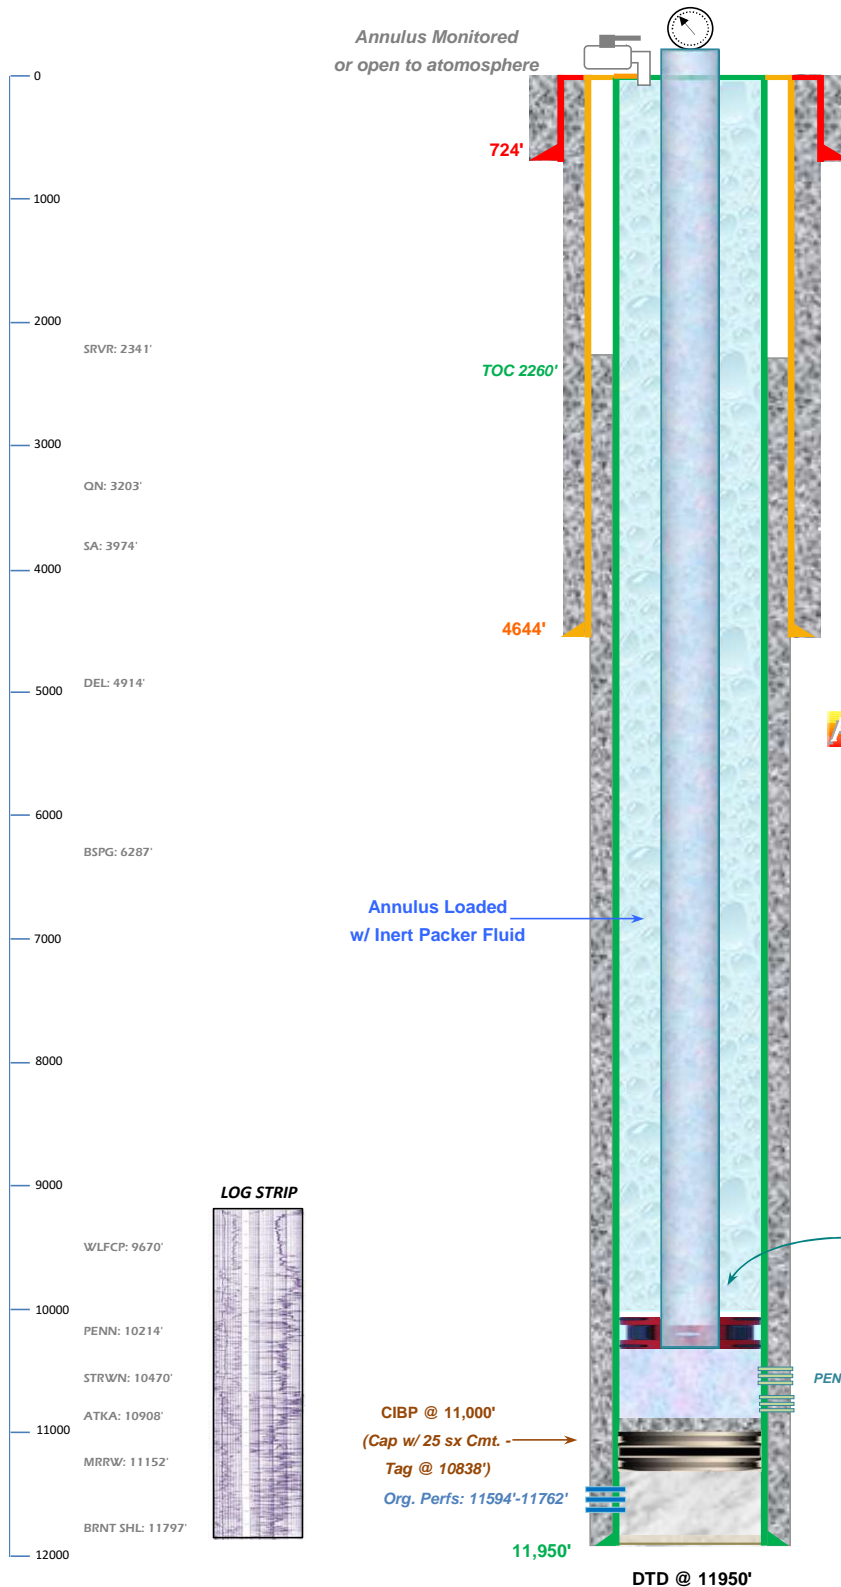 Annulus Monitored
or open to atomosphere
0
724'
1000
2000
SRVR: 2341'
TOC 2260'
3000
QN: 3203'
SA: 3974'
4000
4644'
DEL: 4914'
5000
6000
BSPG: 6287'
Annulus Loaded
w/ Inert Packer Fluid
7000
8000
9000
LOG STRIP
WLFCP: 9670'
10000
PENN: 10214'
STRWN: 10470'
PEN
ATKA: 10908'
CIBP @ 11,000'
11000
(Cap w/ 25 sx Cmt. -
Tag @ 10838')
MRRW: 11152'
Org. Perfs: 11594'-11762'
BRNT SHL: 11797'
11,950'
12000
DTD @ 11950'